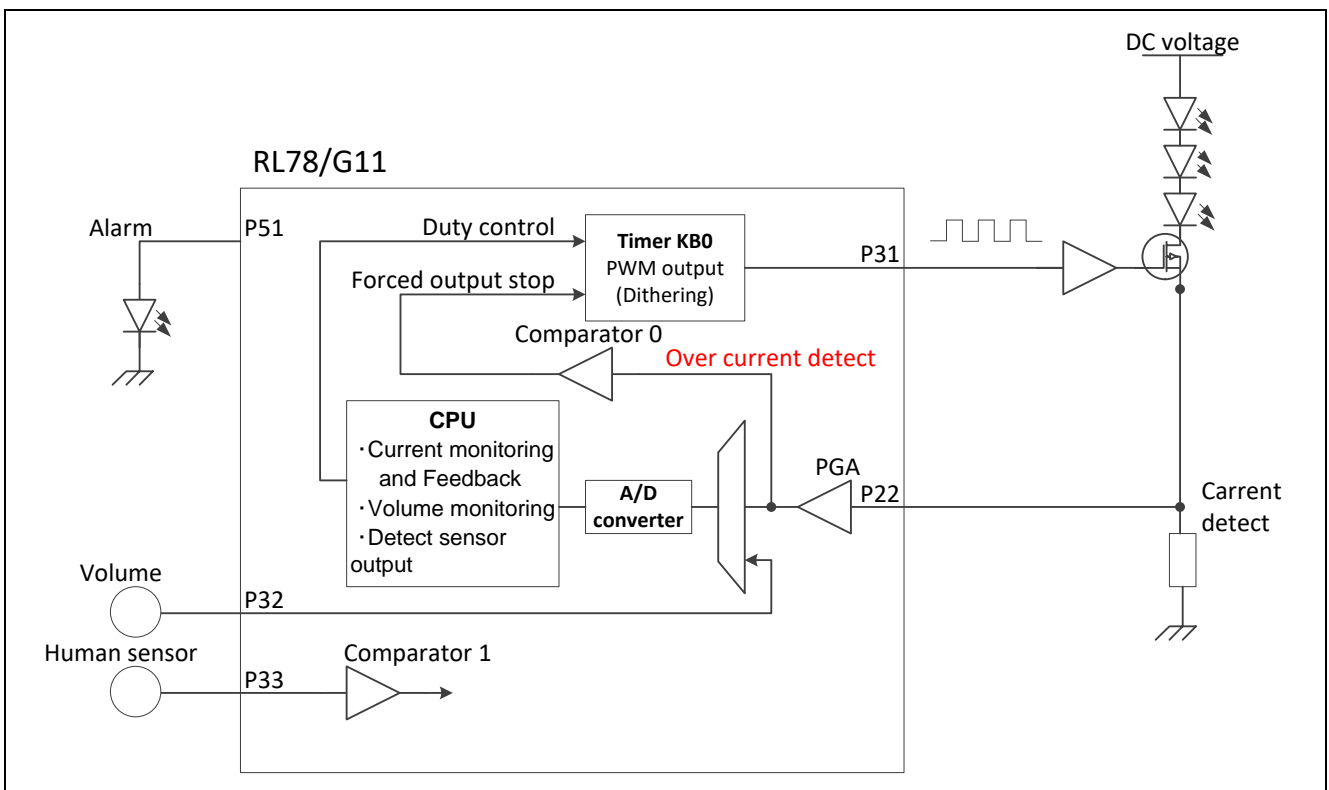 DC voltage
RL78/G11
Alarm
P51
Duty control
Timer KB0
PWM output
(Dithering)
P31
Forced output stop
Comparator 0
Over current detect
CPU
・Current monitoring
and Feedback
・Volume monitoring
・Detect sensor
output
A/D
converter
PGA
P22
Carrent
detect
Volume
P32
Human sensor
P33
Comparator 1